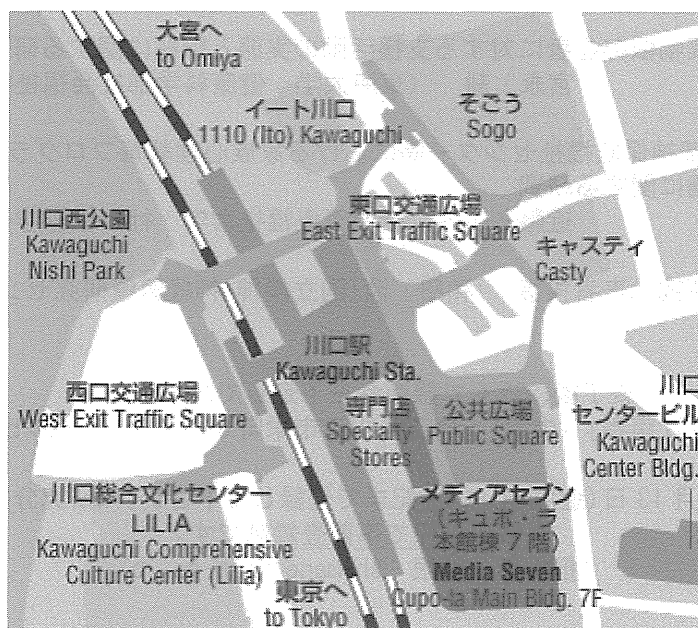 大宮へ
to Omiya
イート川口
1110 (Ito) Kawaguchi
そごう
Sogo
川口西公園
Kawaguchi
Nishi Park
東口交通広場
East Exit Traffic Square
キャスティ
Casty
川口駅
Kawaguchi Sta.
西口交通広場
West Exit Traffic Square
専門店
Specialty
Stores
公共広場
Public Square
川口
センタービル
Kawaguchi
Center Bldg.
川口総合文化センター
LILIA
Kawaguchi Comprehensive
Culture Center (Lilia)
メディアセブン
(キュポ・ラ
本館棟 7 階)
Media Seven
Cupo-la Main Bldg. 7F
東京へ
to Tokyo